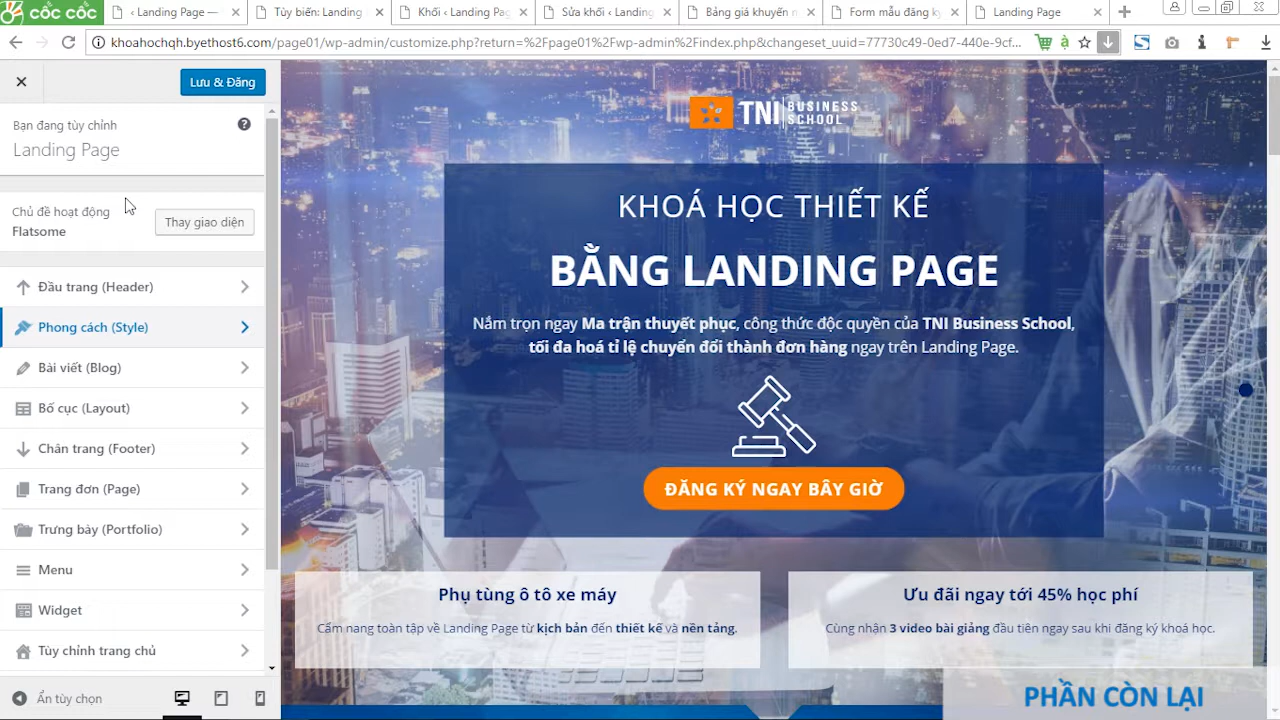 cốc cốc
‹ Landing Page —
Tùy biến: Landing
Khối ‹ Landing Pag
Sửa khối ‹ Landing
Bảng giá khuyến n
Form mẫu đăng ký
Landing Page
khoahochqh.byethost6.com/page01/wp-admin/customize.php?return=%2Fpage01%2Fwp-admin%2Findex.php&changeset_uuid=77730c49-0ed7-440e-9cf...
Lưu & Đăng
Bạn đang tùy chỉnh
Landing Page
Chủ đề hoạt động
Flatsome
Thay giao diện
Đầu trang (Header)
Phong cách (Style)
Bài viết (Blog)
Bố cục (Layout)
Chân trang (Footer)
Trang đơn (Page)
Trưng bày (Portfolio)
Menu
Widget
Tùy chỉnh trang chủ
Ẩn tùy chọn
TNI BUSINESS SCHOOL
KHOÁ HỌC THIẾT KẾ
BẰNG LANDING PAGE
Nắm trọn ngay Ma trận thuyết phục, công thức độc quyền của TNI Business School,
tối đa hoá tỉ lệ chuyển đổi thành đơn hàng ngay trên Landing Page.
ĐĂNG KÝ NGAY BÂY GIỜ
Phụ tùng ô tô xe máy
Cẩm nang toàn tập về Landing Page từ kịch bản đến thiết kế và nền tảng.
Ưu đãi ngay tới 45% học phí
Cùng nhận 3 video bài giảng đầu tiên ngay sau khi đăng ký khoá học.
PHẦN CÒN LẠI